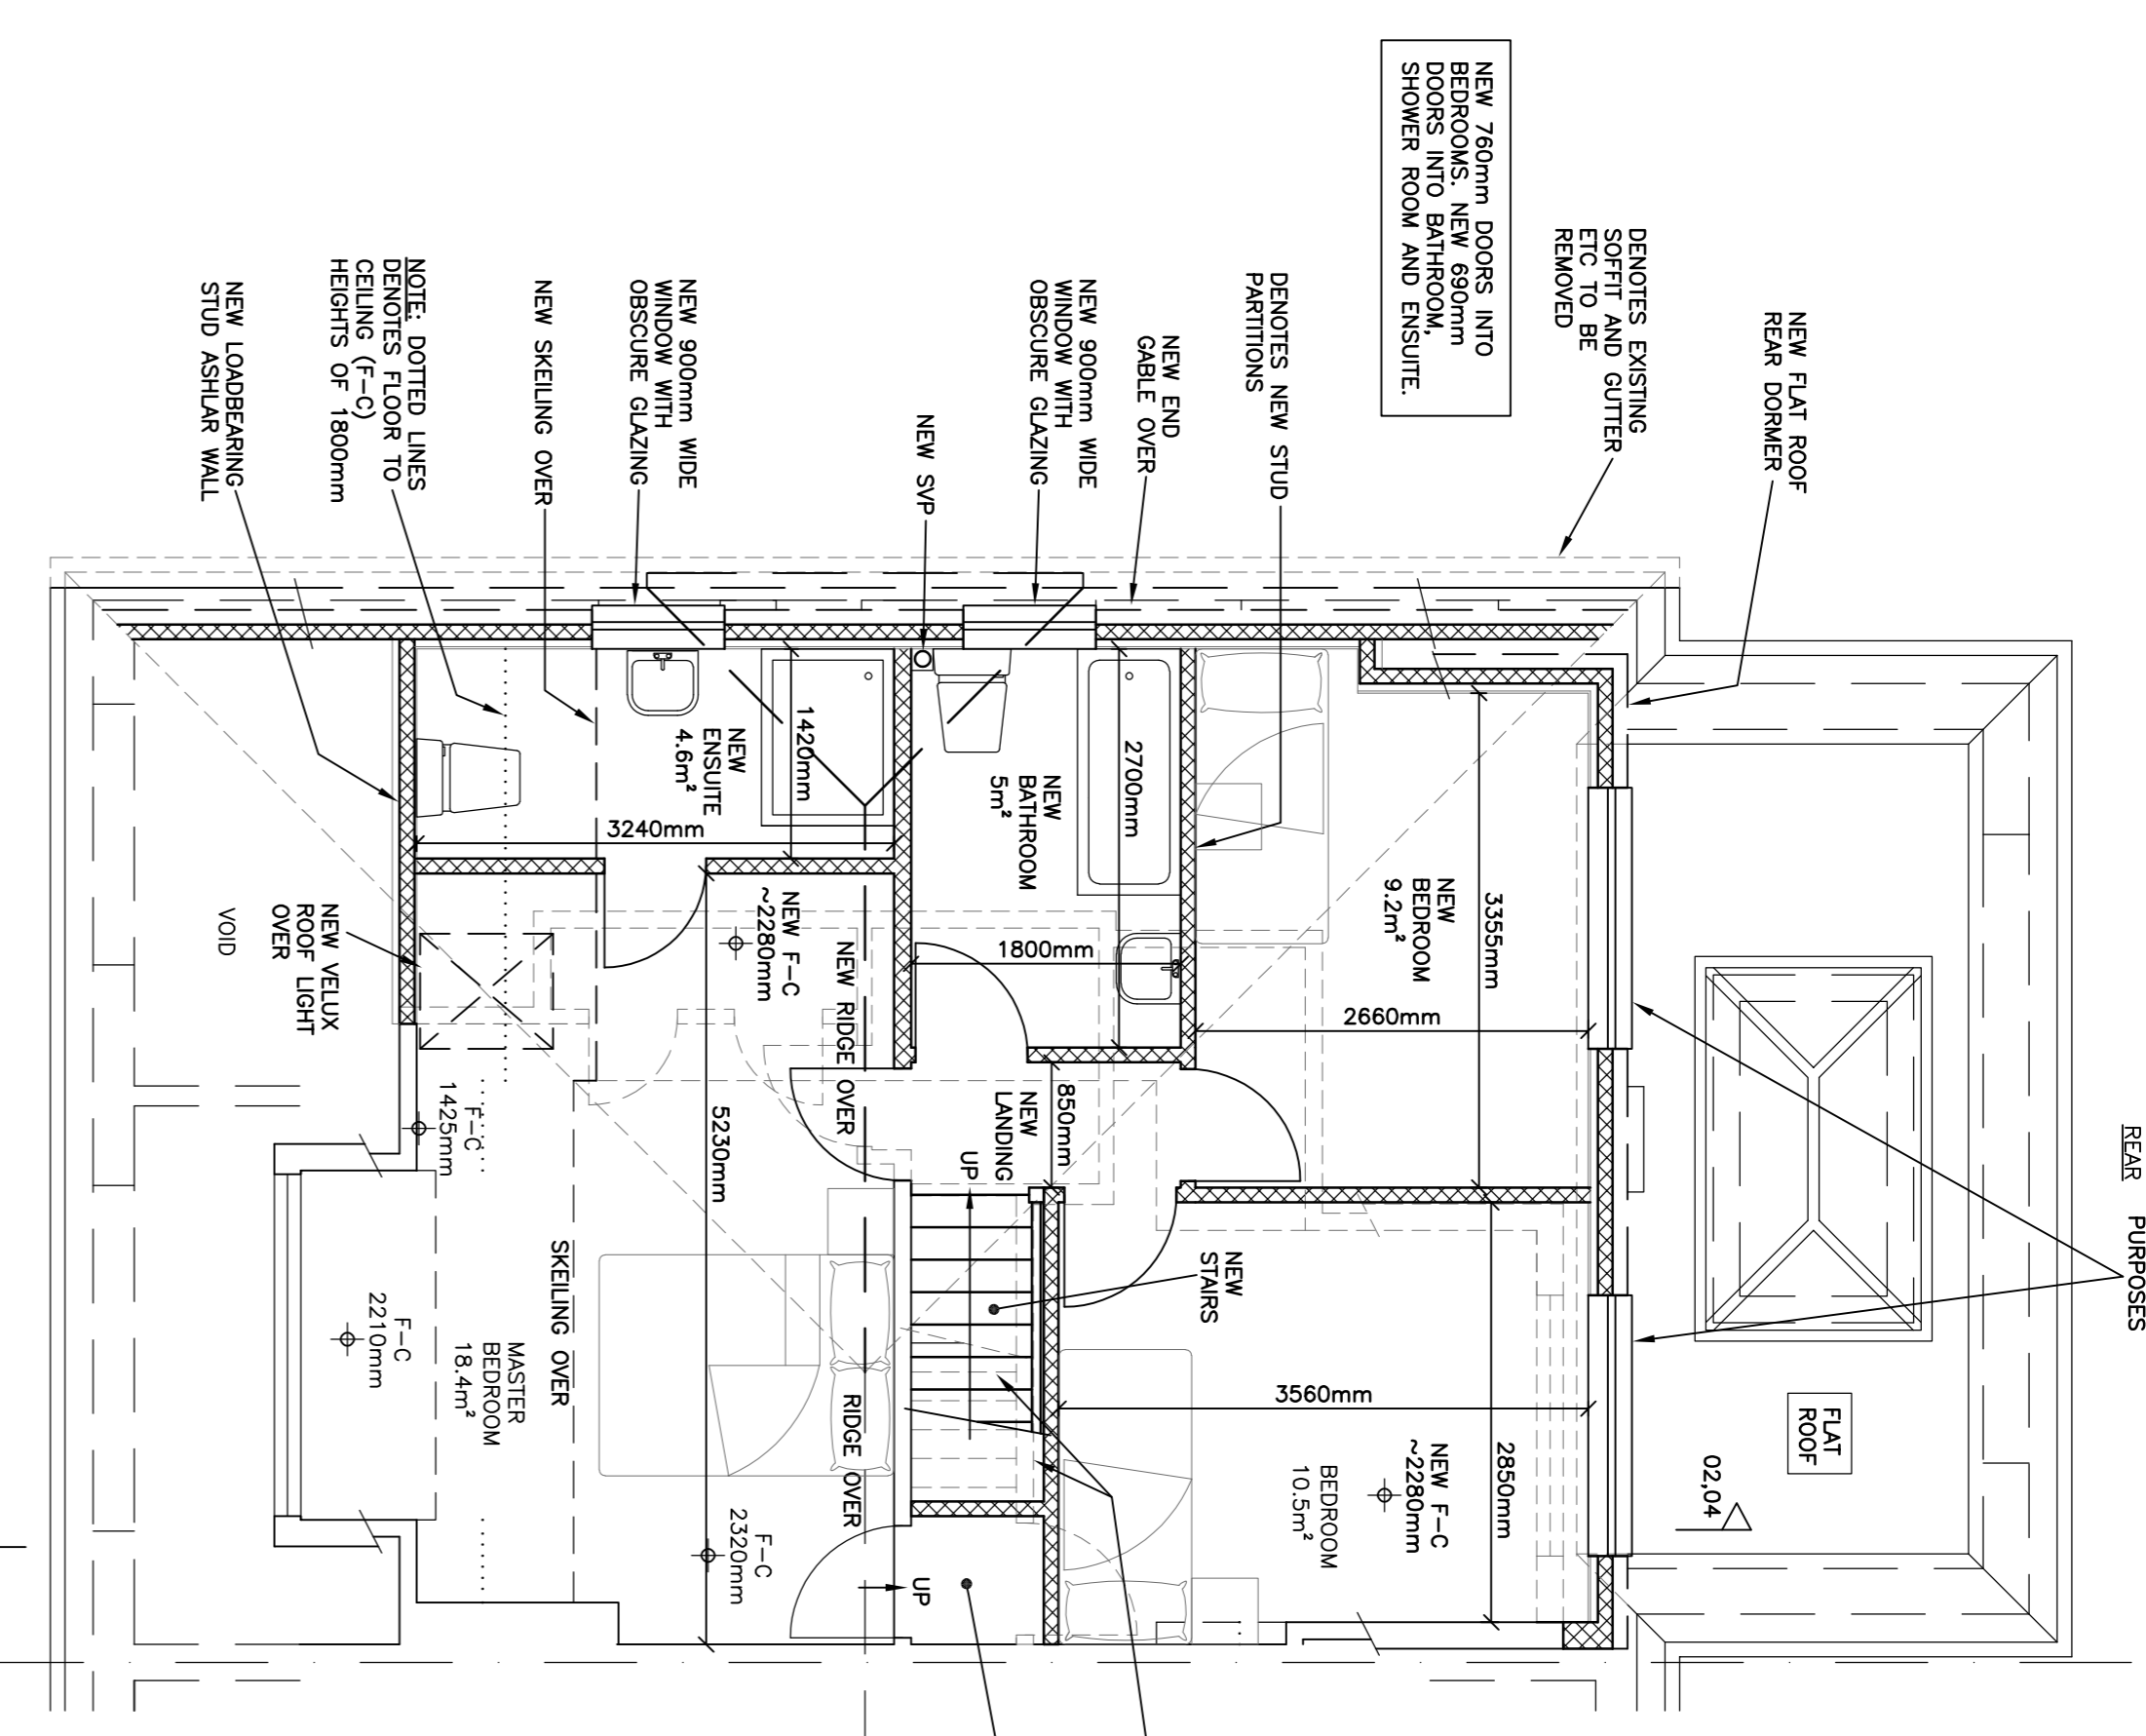 REAR
PURPOSES
NEW FLAT ROOF
REAR DORMER
DENOTES EXISTING
SOFFIT AND GUTTER
ETC TO BE
REMOVED
NEW 760mm DOORS INTO
BEDROOMS. NEW 690mm
DOORS INTO BATHROOM,
SHOWER ROOM AND ENSUITE.
DENOTES NEW STUD
PARTITIONS
NEW END
GABLE OVER
NEW 900mm WIDE
WINDOW WITH
OBSCURE GLAZING
NEW SVP
NEW 900mm WIDE
WINDOW WITH
OBSCURE GLAZING
NEW SKEILING OVER
NOTE: DOTTED LINES
DENOTES FLOOR TO
CEILING (F-C)
HEIGHTS OF 1800mm
NEW LOADBEARING
STUD ASHLAR WALL
FLAT
ROOF
02,04
3355mm
NEW
BEDROOM
9.2m²
2660mm
2850mm
NEW F-C
~2280mm
BEDROOM
10.5m²
3560mm
2700mm
NEW
BATHROOM
5m²
1800mm
850mm
NEW
LANDING
UP
NEW
STAIRS
1420mm
NEW
ENSUITE
4.6m²
3240mm
NEW F-C
~2280mm
NEW RIDGE OVER
RIDGE OVER
5230mm
F-C
2320mm
UP
SKEILING OVER
MASTER
BEDROOM
18.4m²
F-C
1425mm
F-C
2210mm
NEW VELUX
ROOF LIGHT
OVER
VOID